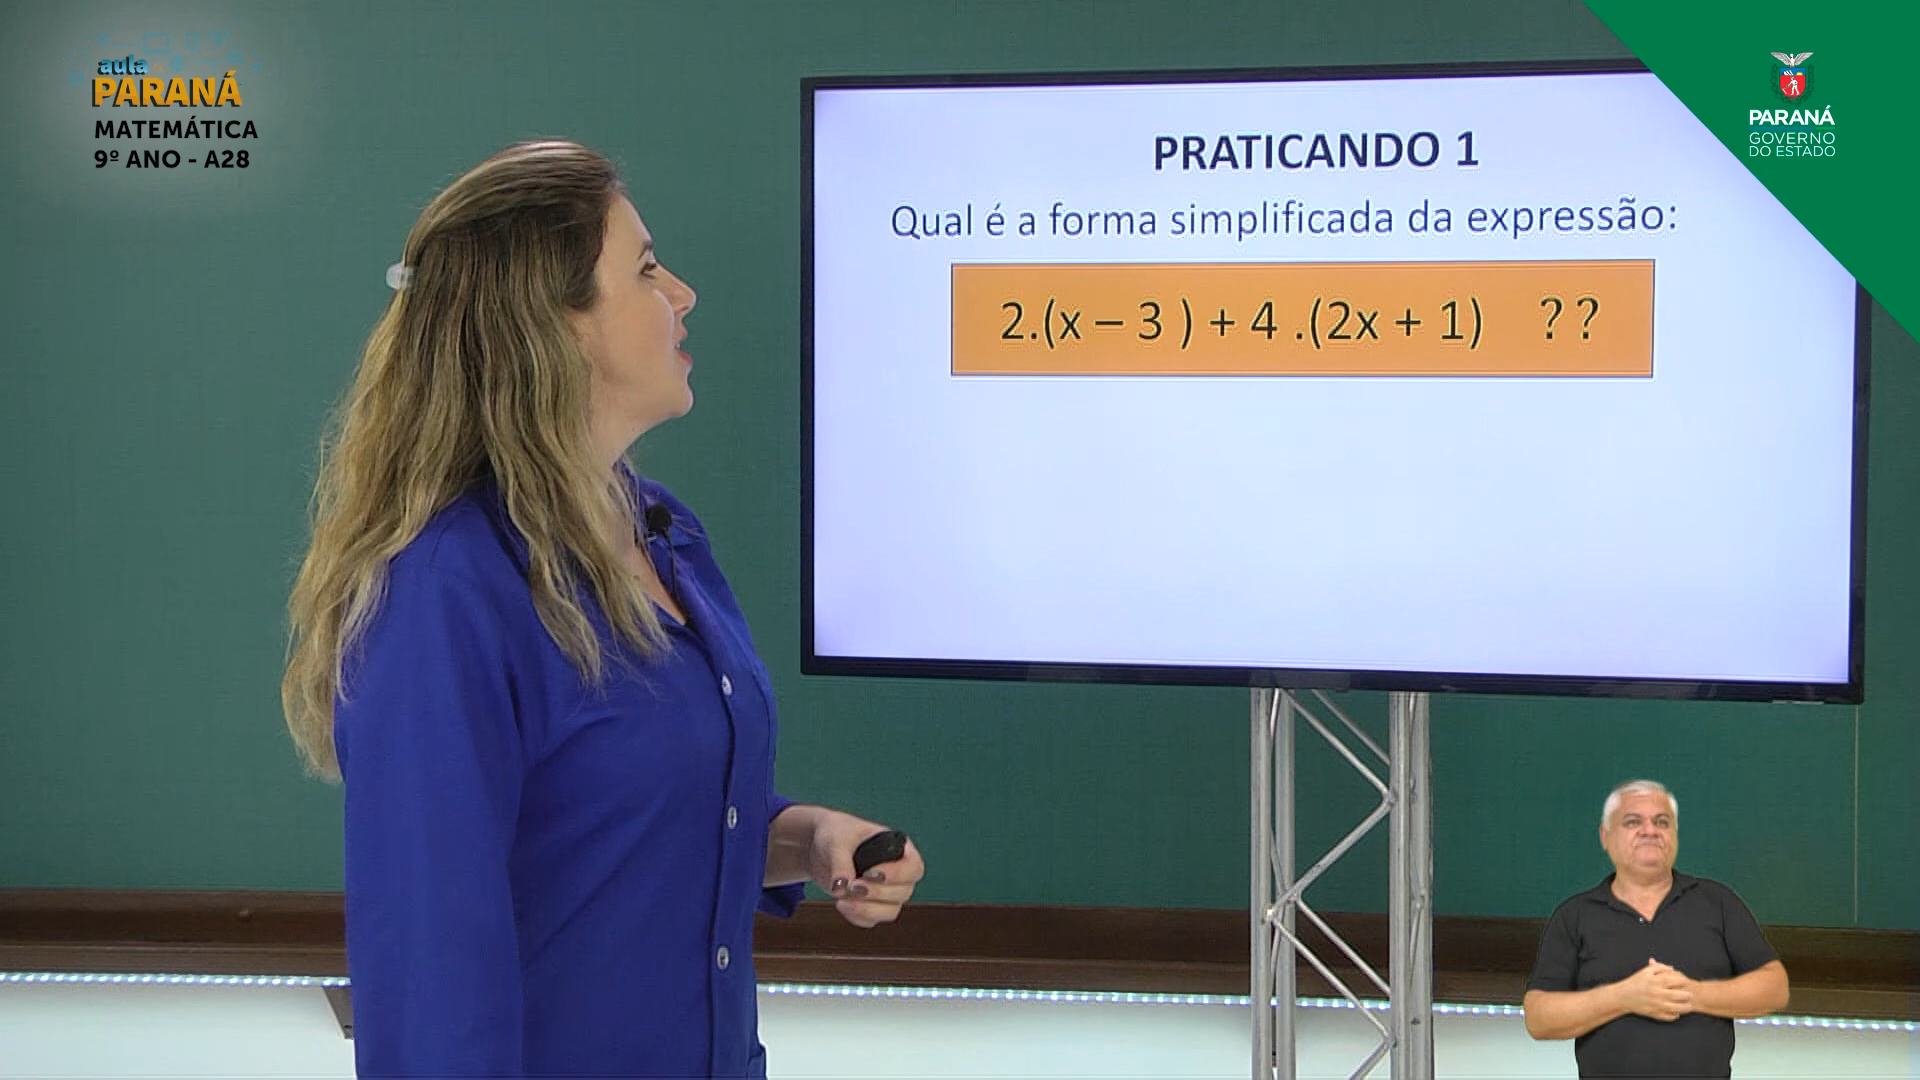 aula
PARANÁ
MATEMÁTICA
9º ANO - A28
PRATICANDO 1
Qual é a forma simplificada da expressão:
2.(x – 3 ) + 4 .(2x + 1) ? ?
PARANÁ
GOVERNO
DO ESTADO